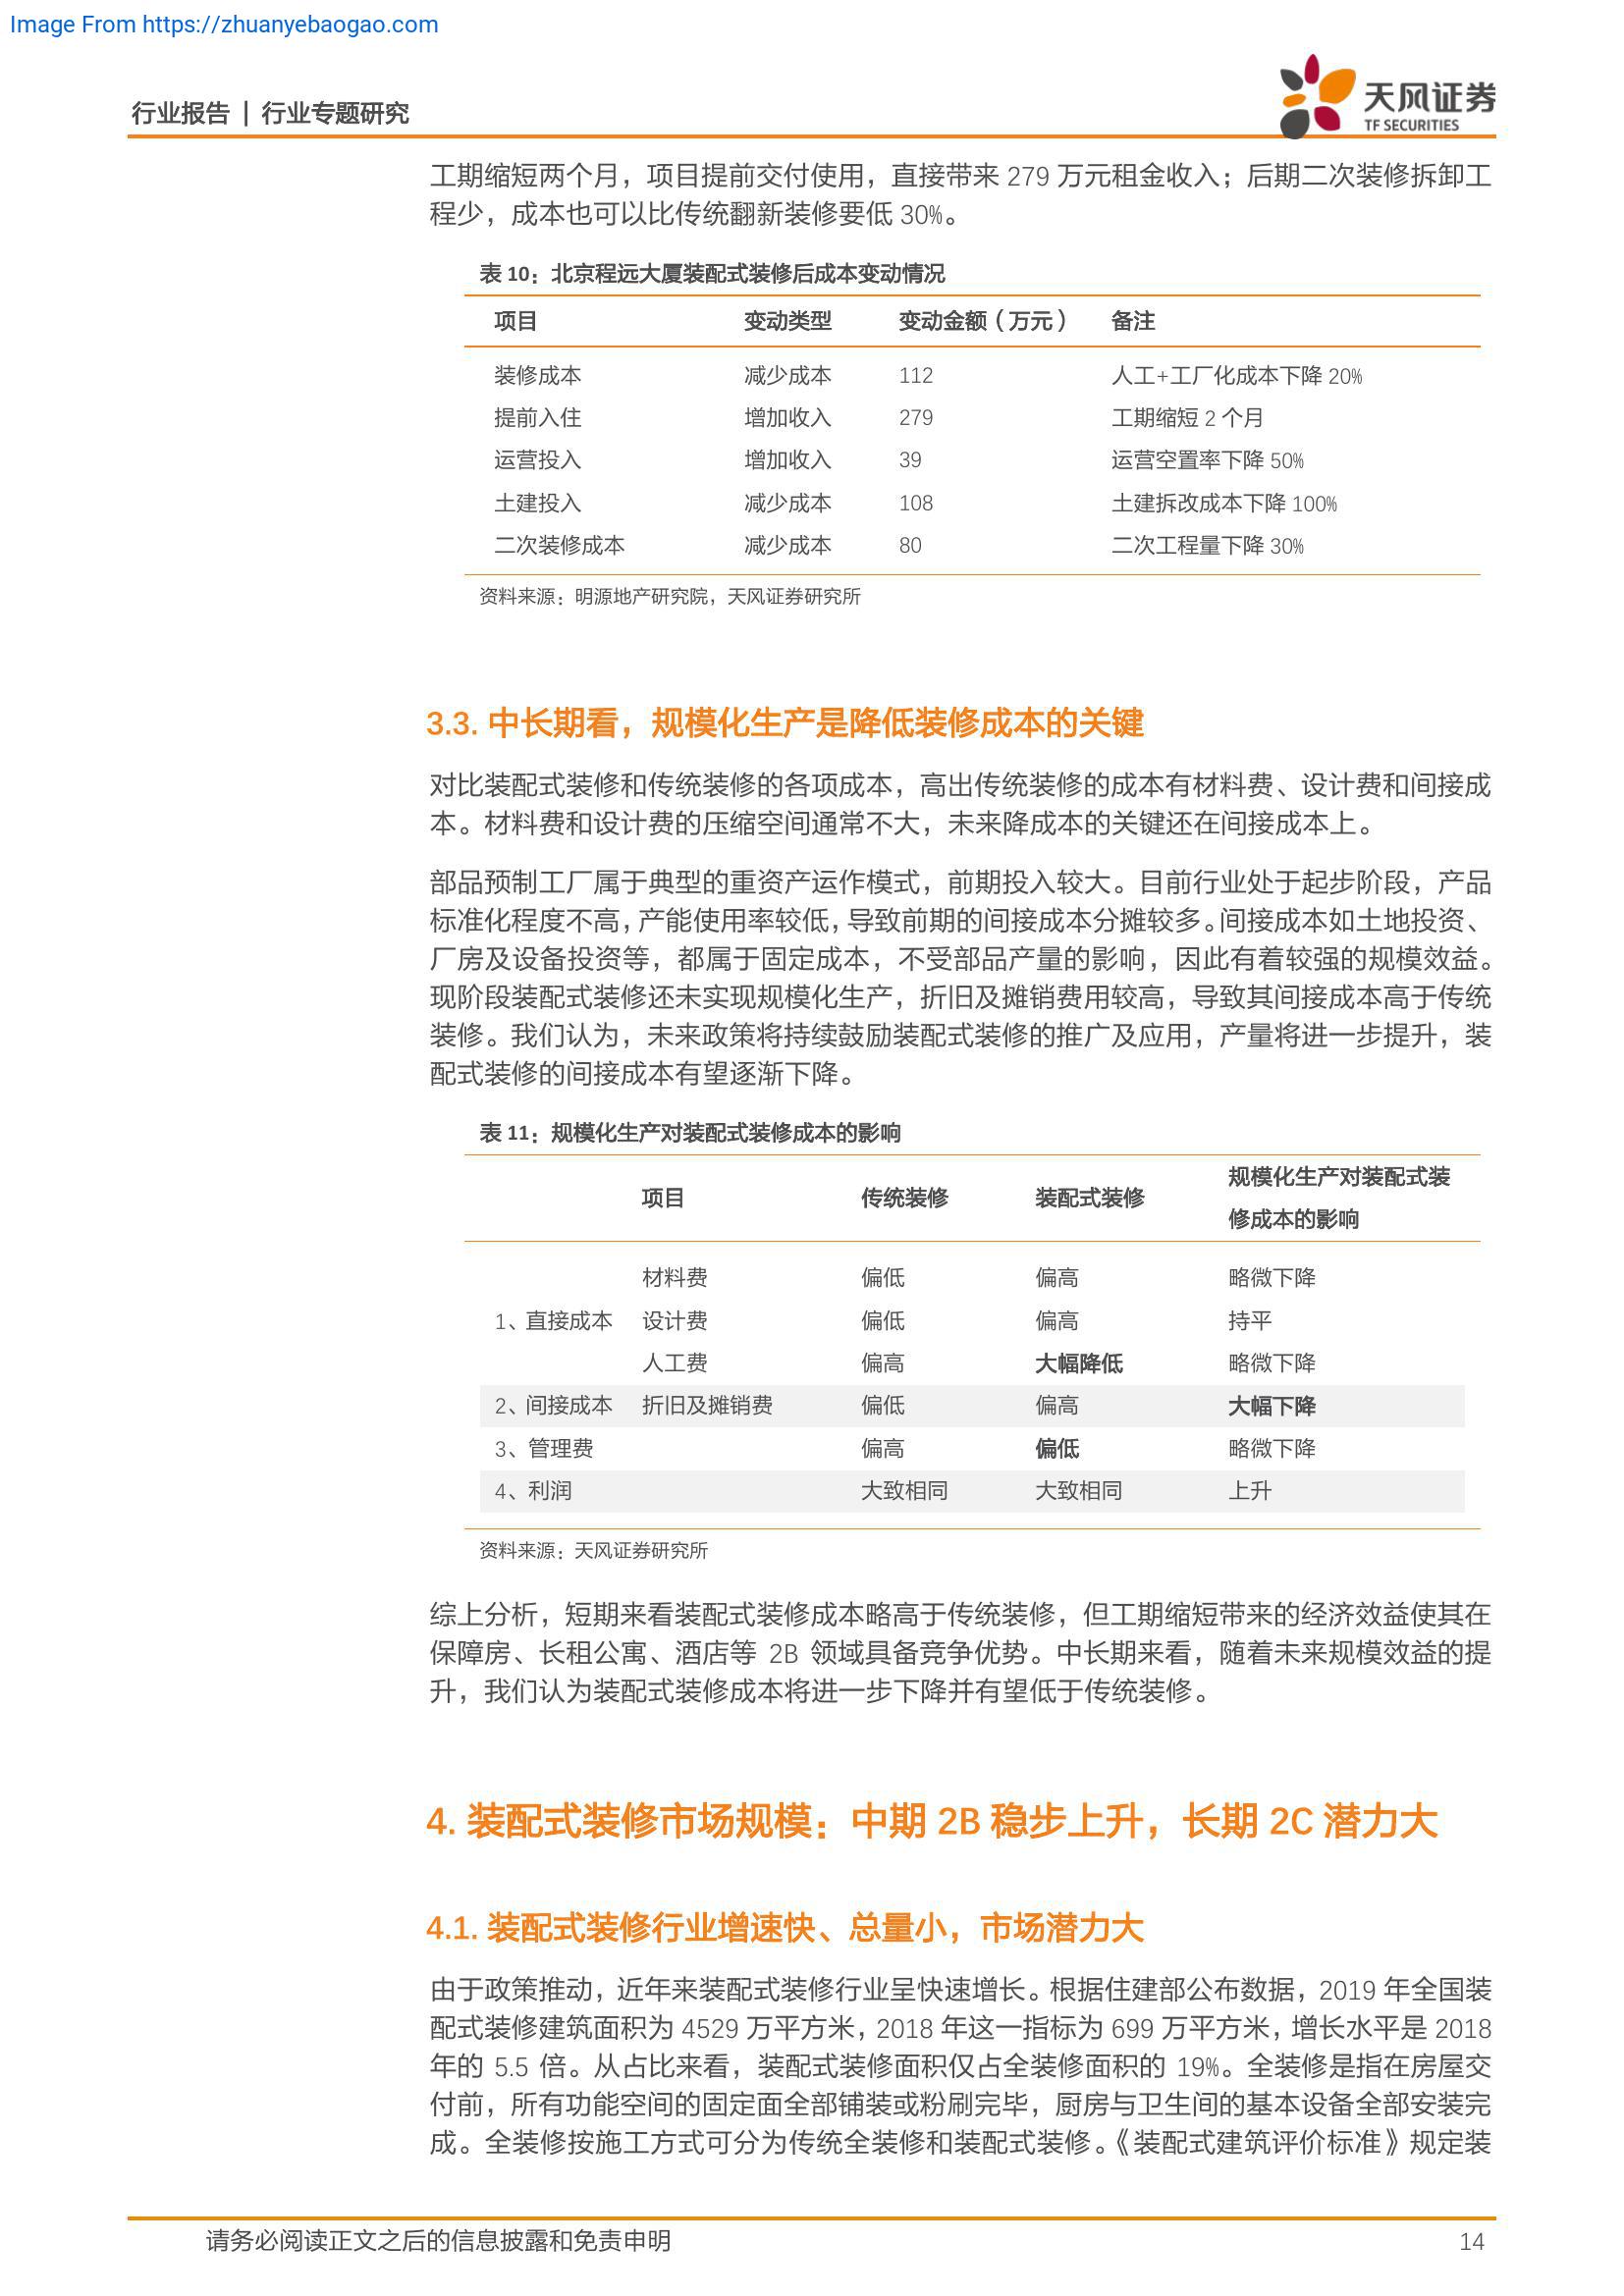 Image From https://zhuanyebaogao.com
行业报告 | 行业专题研究
天风证券
TF SECURITIES
工期缩短两个月，项目提前交付使用，直接带来 279 万元租金收入；后期二次装修拆卸工
程少，成本也可以比传统翻新装修要低 30%。
表 10：北京程远大厦装配式装修后成本变动情况
项目 变动类型 变动金额（万元） 备注
装修成本 减少成本 112 人工+工厂化成本下降 20%
提前入住 增加收入 279 工期缩短 2 个月
运营投入 增加收入 39 运营空置率下降 50%
土建投入 减少成本 108 土建拆改成本下降 100%
二次装修成本 减少成本 80 二次工程量下降 30%
资料来源：明源地产研究院，天风证券研究所
3.3. 中长期看，规模化生产是降低装修成本的关键
对比装配式装修和传统装修的各项成本，高出传统装修的成本有材料费、设计费和间接成
本。材料费和设计费的压缩空间通常不大，未来降成本的关键还在间接成本上。
部品预制工厂属于典型的重资产运作模式，前期投入较大。目前行业处于起步阶段，产品
标准化程度不高，产能使用率较低，导致前期的间接成本分摊较多。间接成本如土地投资、
厂房及设备投资等，都属于固定成本，不受部品产量的影响，因此有着较强的规模效益。
现阶段装配式装修还未实现规模化生产，折旧及摊销费用较高，导致其间接成本高于传统
装修。我们认为，未来政策将持续鼓励装配式装修的推广及应用，产量将进一步提升，装
配式装修的间接成本有望逐渐下降。
表 11：规模化生产对装配式装修成本的影响
项目 传统装修 装配式装修 规模化生产对装配式装
修成本的影响
材料费 偏低 偏高 略微下降
1、直接成本 设计费 偏低 偏高 持平
人工费 偏高 大幅降低 略微下降
2、间接成本 折旧及摊销费 偏低 偏高 大幅下降
3、管理费 偏高 偏低 略微下降
4、利润 大致相同 大致相同 上升
资料来源：天风证券研究所
综上分析，短期来看装配式装修成本略高于传统装修，但工期缩短带来的经济效益使其在
保障房、长租公寓、酒店等 2B 领域具备竞争优势。中长期来看，随着未来规模效益的提
升，我们认为装配式装修成本将进一步下降并有望低于传统装修。
4. 装配式装修市场规模：中期 2B 稳步上升，长期 2C 潜力大
4.1. 装配式装修行业增速快、总量小，市场潜力大
由于政策推动，近年来装配式装修行业呈快速增长。根据住建部公布数据，2019 年全国装
配式装修建筑面积为 4529 万平方米，2018 年这一指标为 699 万平方米，增长水平是 2018
年的 5.5 倍。从占比来看，装配式装修面积仅占全装修面积的 19%。全装修是指在房屋交
付前，所有功能空间的固定面全部铺装或粉刷完毕，厨房与卫生间的基本设备全部安装完
成。全装修按施工方式可分为传统全装修和装配式装修。《装配式建筑评价标准》规定装
请务必阅读正文之后的信息披露和免责申明 14